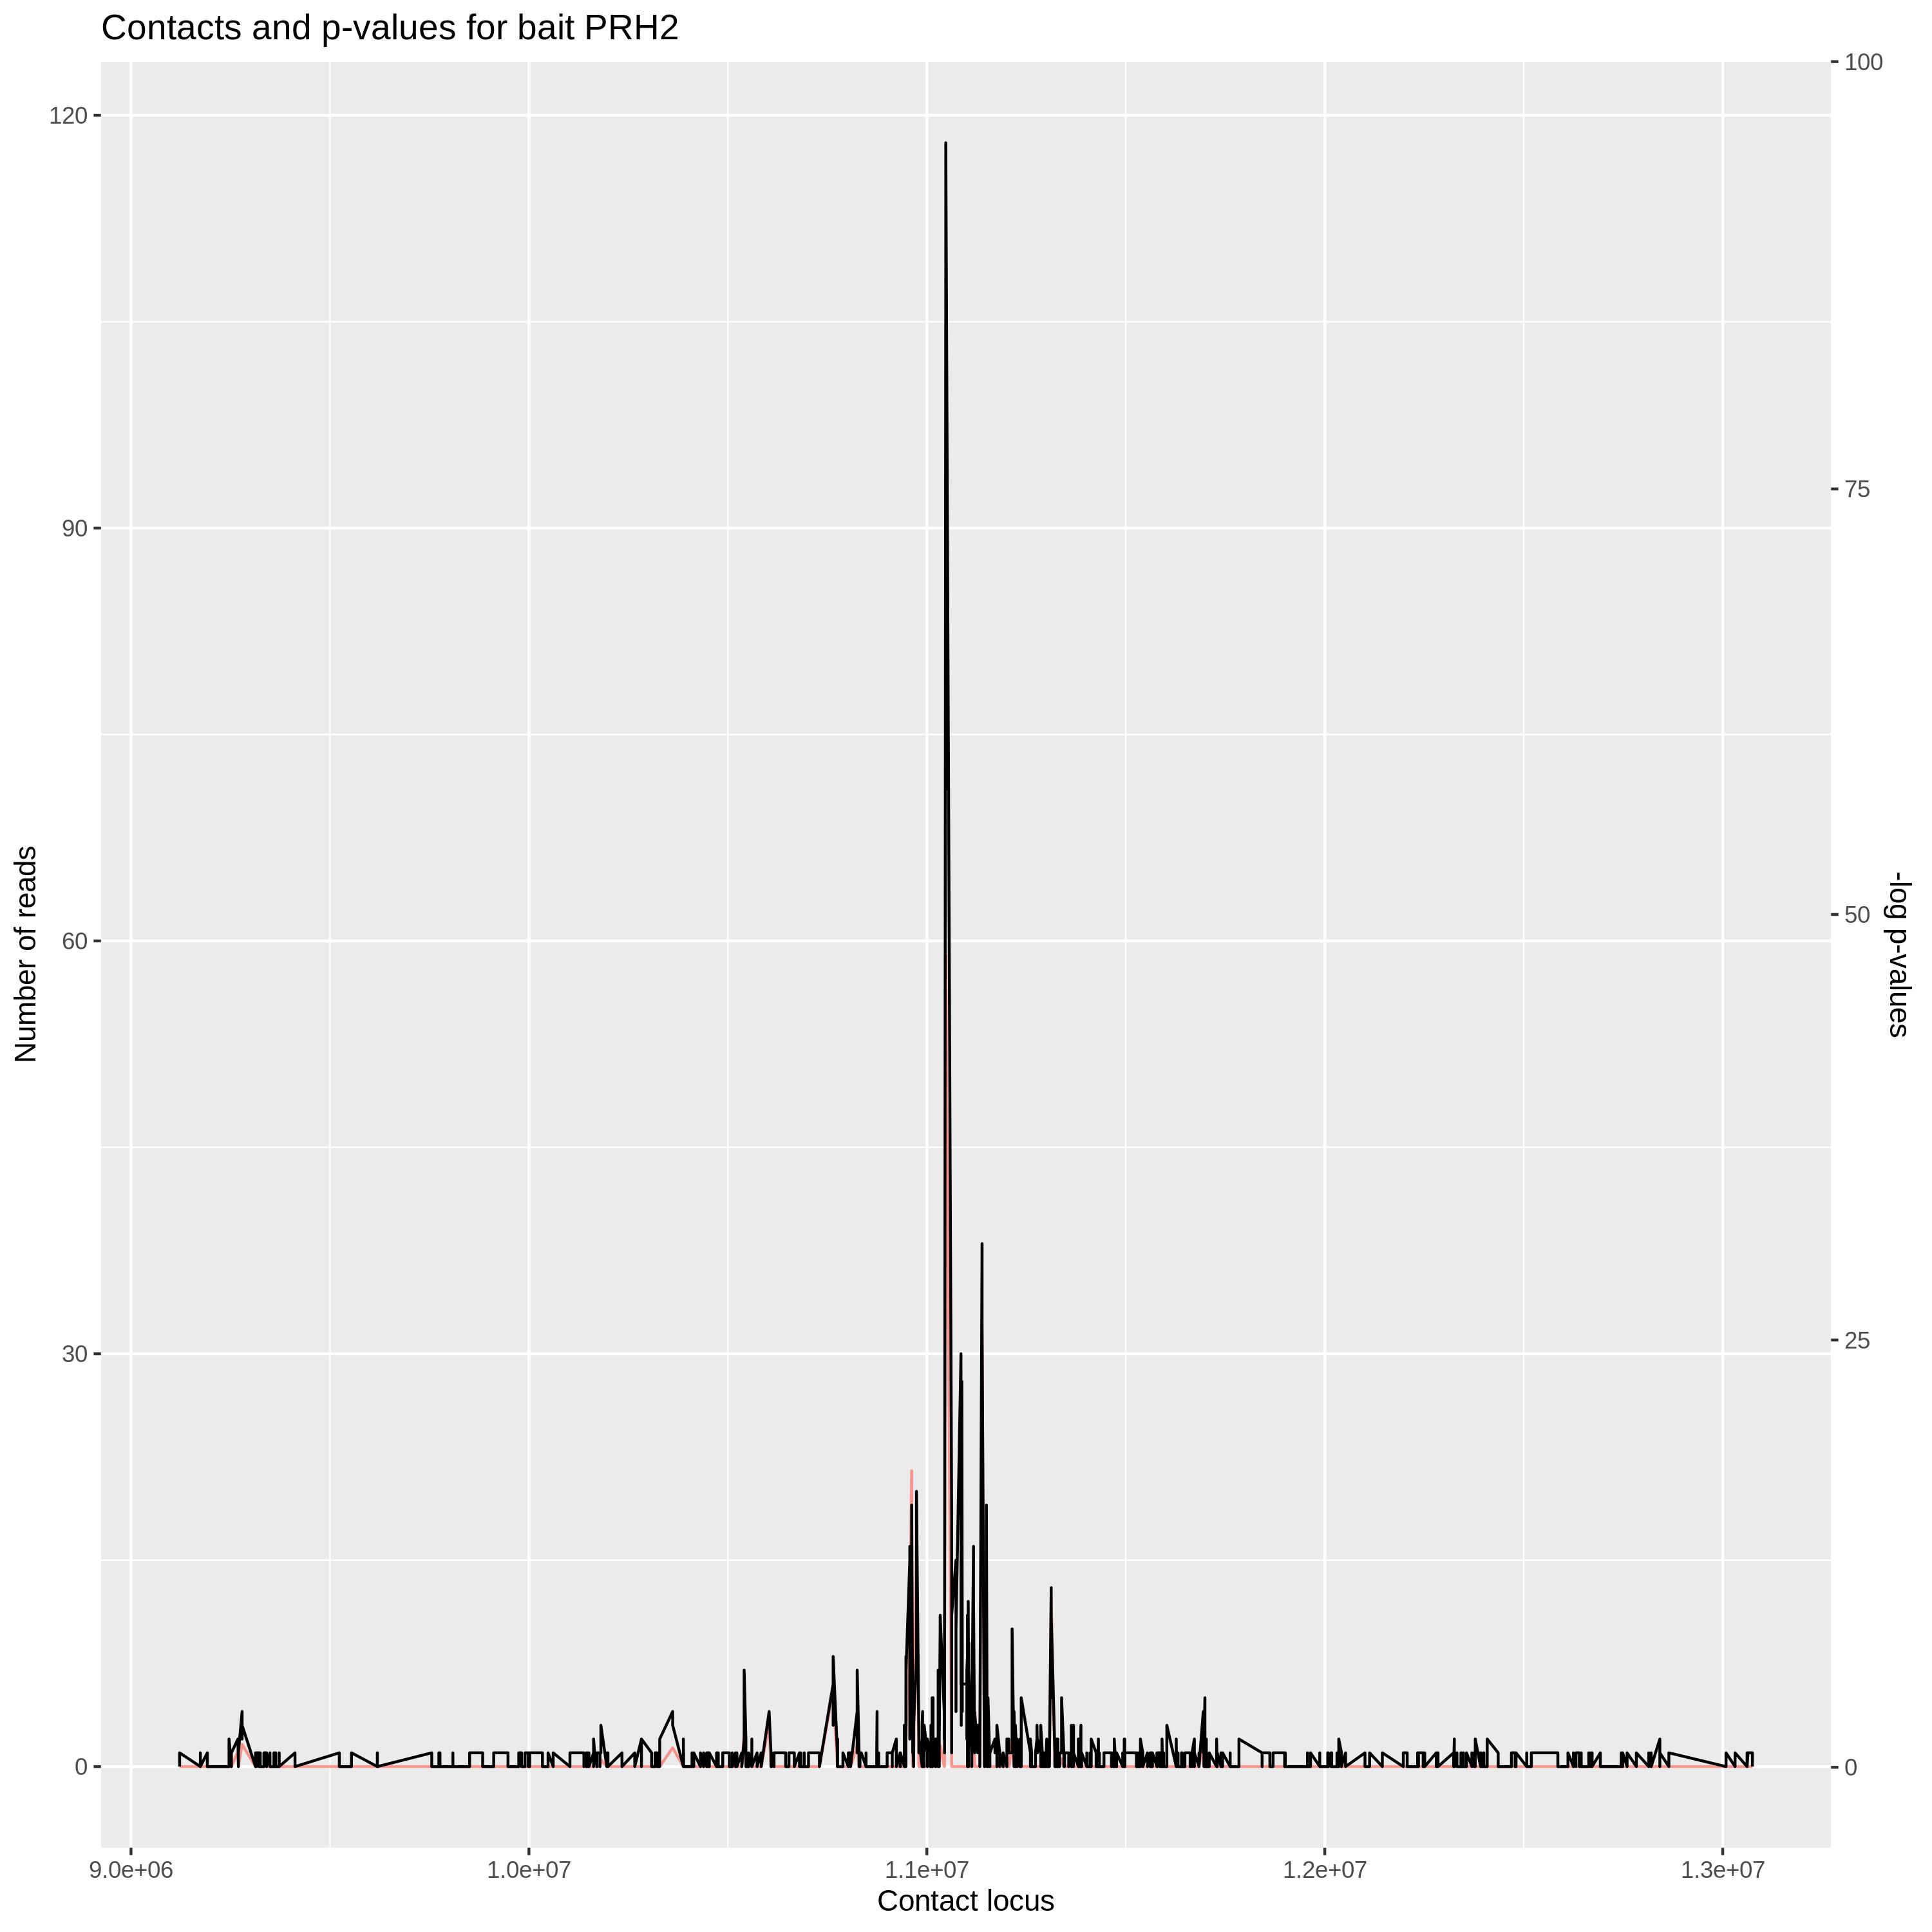 Contacts and p-values for bait PRH2
100
120
75
90
Number of reads
-log p-values
50
60
25
30
0
0
9.0e+06
1.0e+07
1.1e+07
1.2e+07
1.3e+07
Contact locus